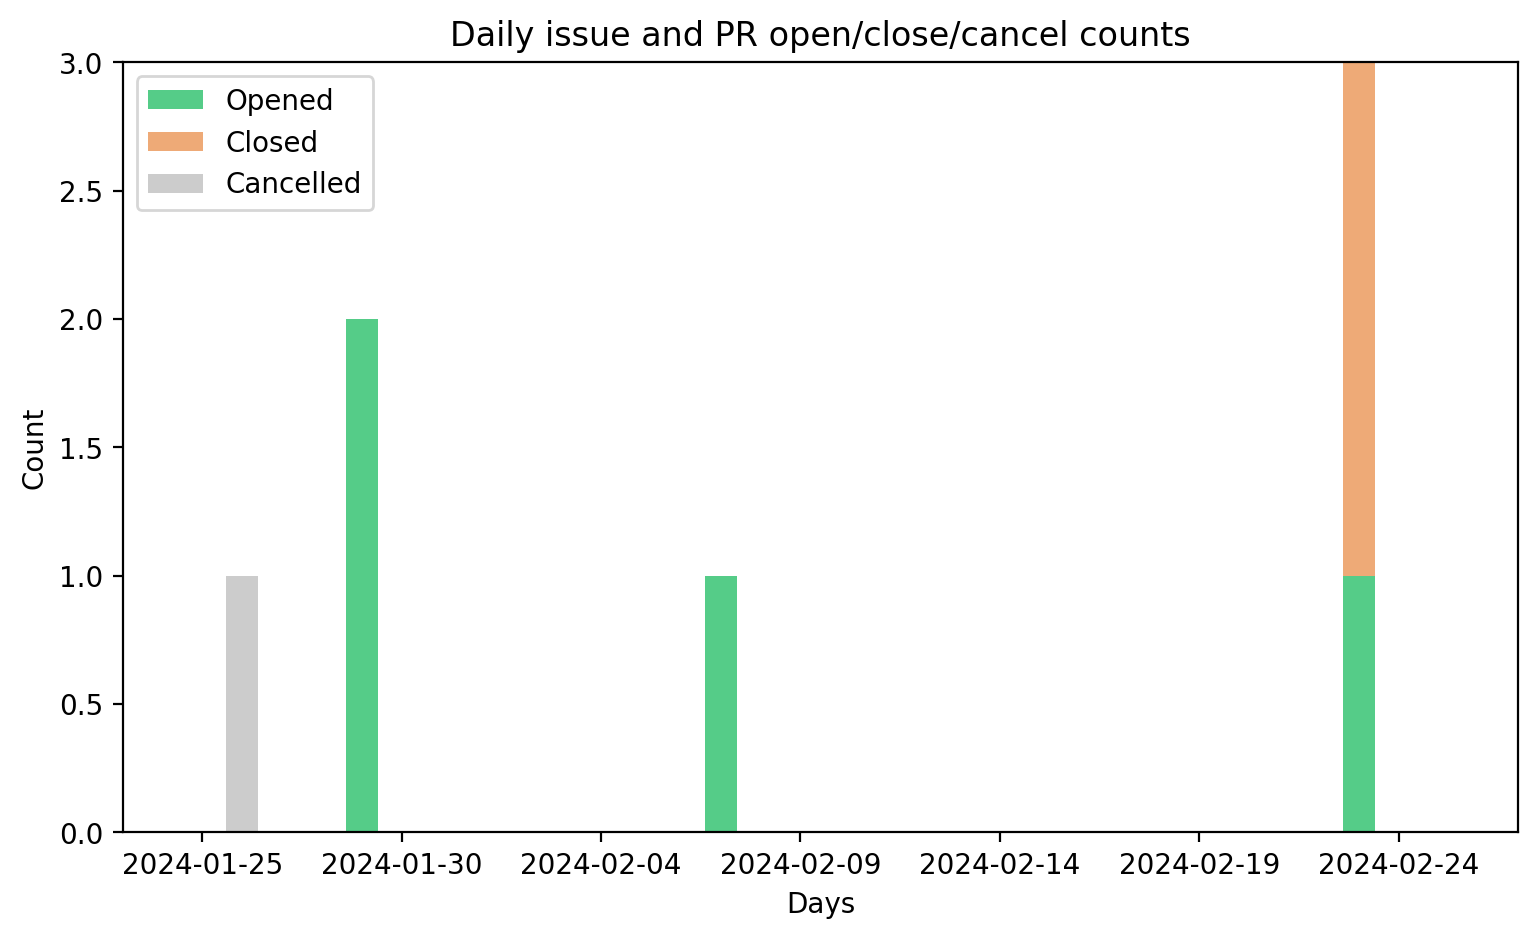 Daily issue and PR open/close/cancel counts
3.0
2.5
2.0
1.5
1.0
0.5
0.0
Count
Opened
Closed
Cancelled
2024-01-25 2024-01-30 2024-02-04 2024-02-09 2024-02-14 2024-02-19 2024-02-24
Days